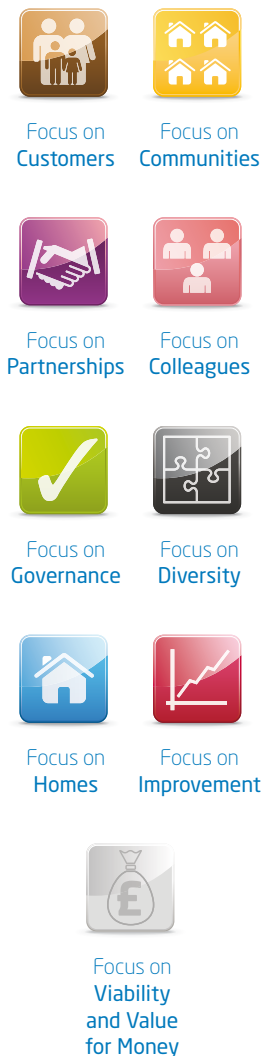 Focus on
Customers
Focus on
Communities
Focus on
Partnerships
Focus on
Colleagues
Focus on
Governance
Focus on
Diversity
Focus on
Homes
Focus on
Improvement
£
Focus on
Viability
and Value
for Money